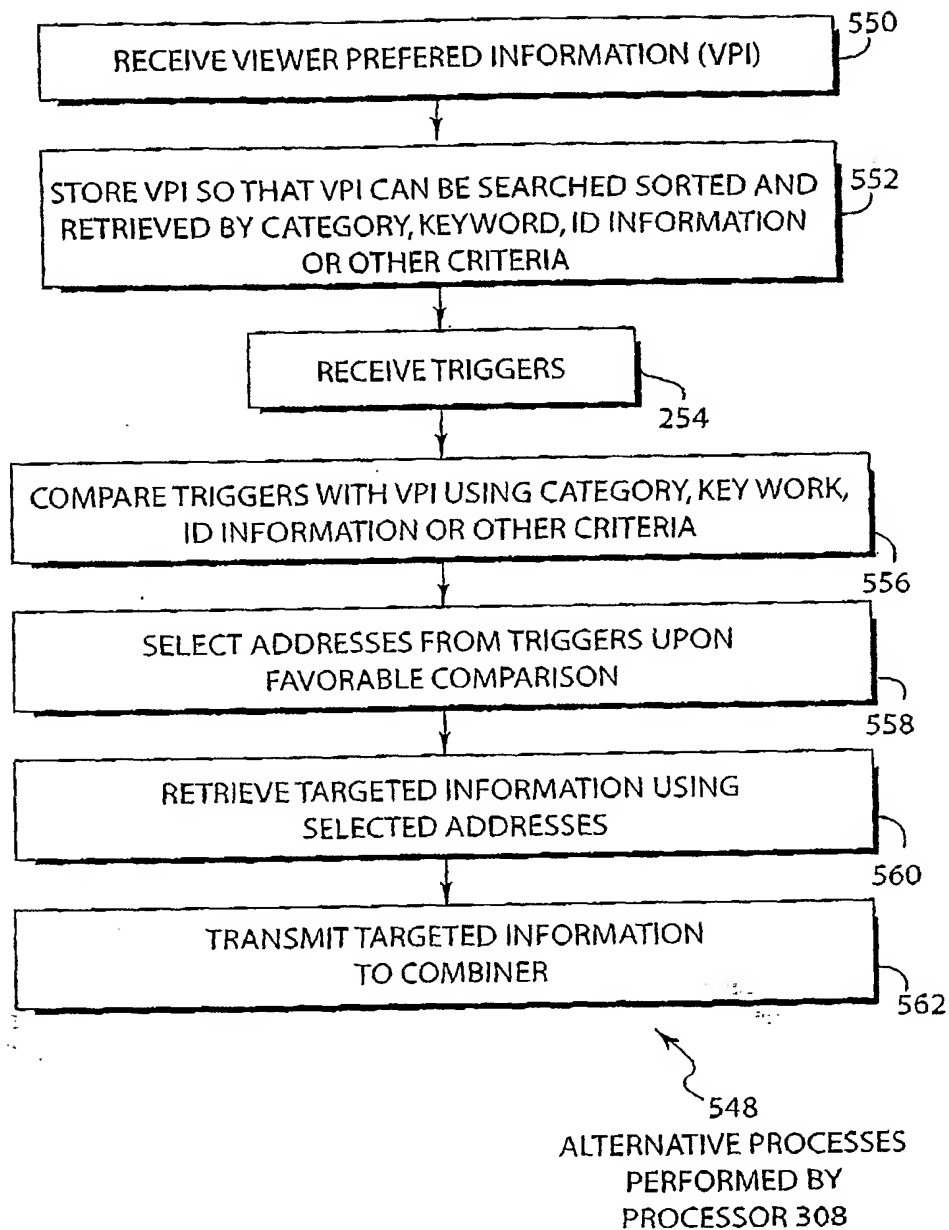 RECEIVE VIEWER PREFERED INFORMATION (VPI)
550
STORE VPI SO THAT VPI CAN BE SEARCHED SORTED AND
RETRIEVED BY CATEGORY, KEYWORD, ID INFORMATION
OR OTHER CRITERIA
552
RECEIVE TRIGGERS
254
COMPARE TRIGGERS WITH VPI USING CATEGORY, KEY WORK,
ID INFORMATION OR OTHER CRITERIA
556
SELECT ADDRESSES FROM TRIGGERS UPON
FAVORABLE COMPARISON
558
RETRIEVE TARGETED INFORMATION USING
SELECTED ADDRESSES
560
TRANSMIT TARGETED INFORMATION
TO COMBINER
562
548
ALTERNATIVE PROCESSES
PERFORMED BY
PROCESSOR 308